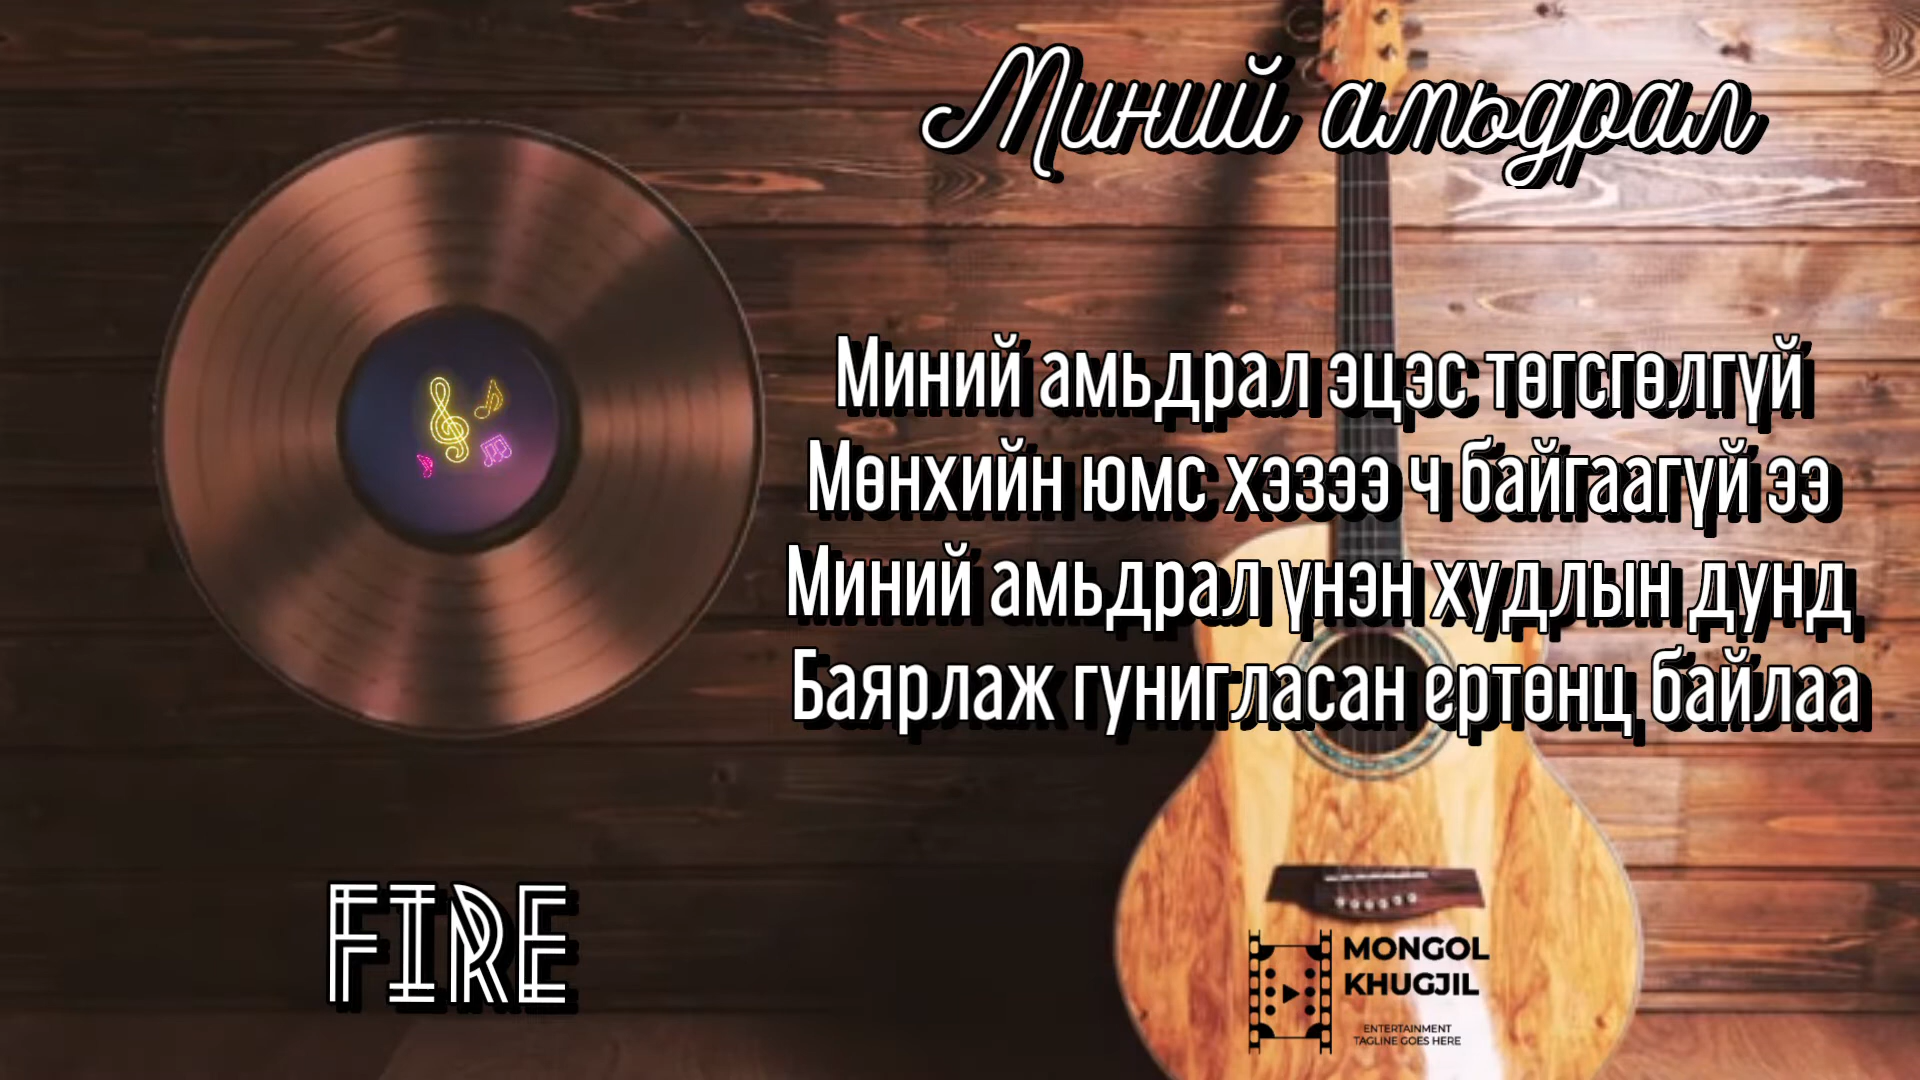 Миний амьдрал
Миний амьдрал эцэс төгсгөлгүй
Мөнхийн юмс хэзээ ч байгаагүй ээ
Миний амьдрал үнэн худлын дунд
Баярлаж гунигласан ертөнц байлаа
FIRE
MONGOL
KHUGJIL
ENTERTAINMENT
TAGLINE GOES HERE